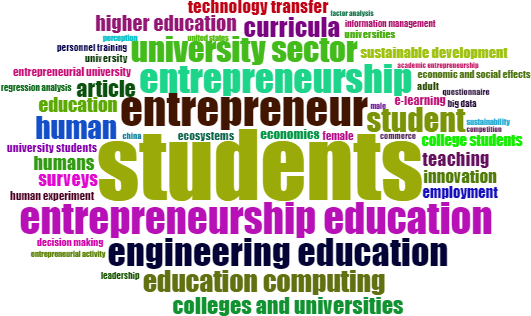 technology transfer
factor analysis
higher education
curricula
information management
perception
united states
universities
personnel training
university sector
sustainable development
university
academic entrepreneurship
entrepreneurial university
entrepreneurship
economic and social effects
regression analysis
article
adult
questionnaire
education
entrepreneur
male
e-learning
big data
human
student
sustainability
competition
china
ecosystems
economics
female
commerce
college students
university students
students
humans
teaching
surveys
innovation
human experiment
employment
entrepreneurship education
decision making
engineering education
entrepreneurial activity
leadership
education computing
colleges and universities